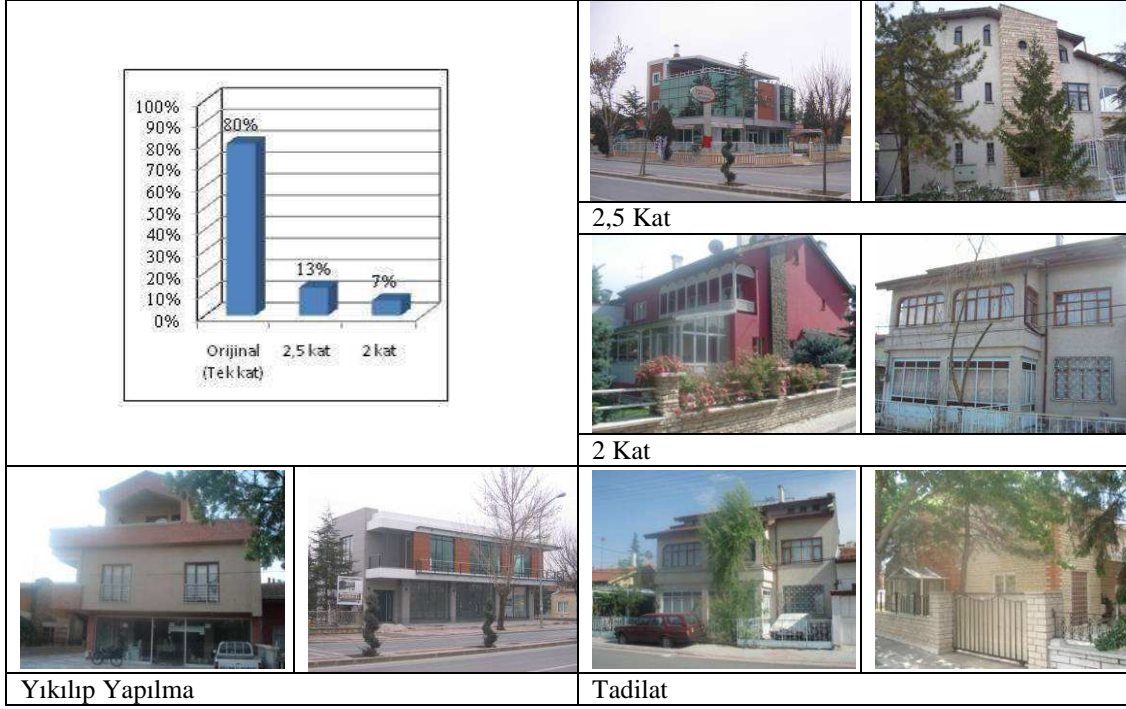 100%
90%
80%
70%
60%
50%
40%
30%
20%
10%
0%
80%
13%
7%
Orijinal
(Tek kat)
2,5 kat
2 kat
2,5 Kat
2 Kat
Yıkılıp Yapılma
Tadilat